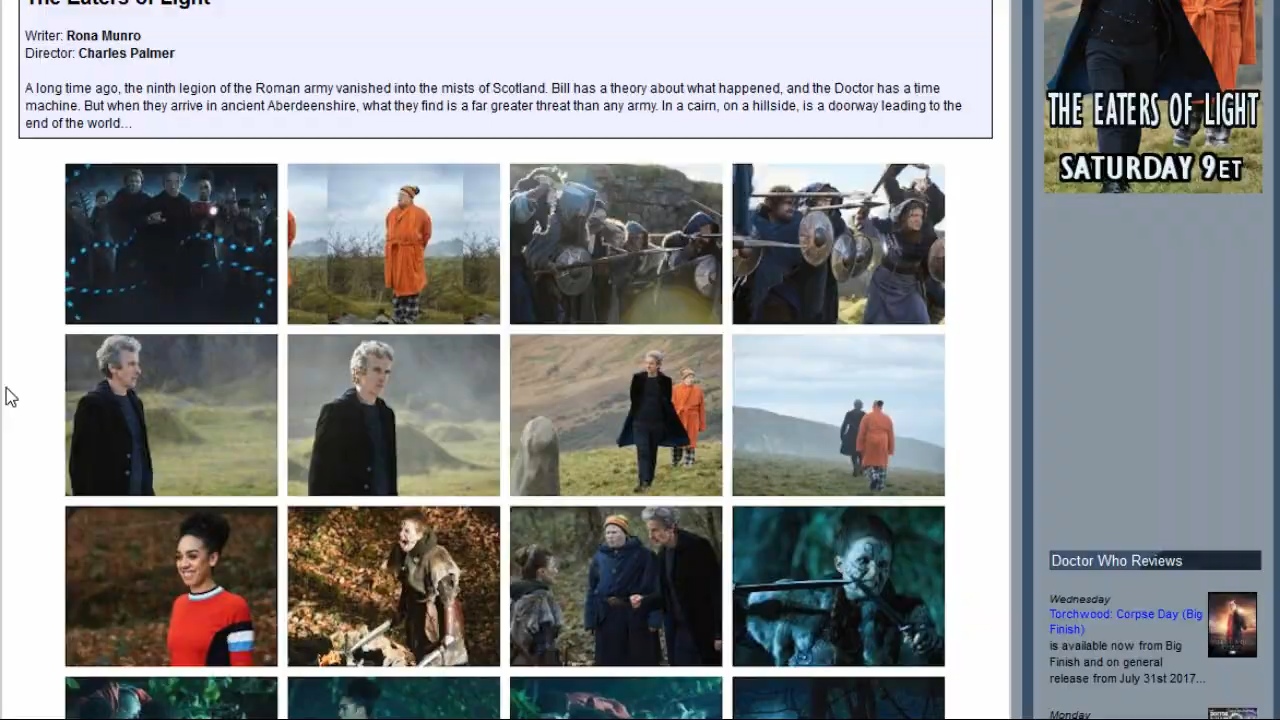 The Eaters of Light
Writer: Rona Munro
Director: Charles Palmer
A long time ago, the ninth legion of the Roman army vanished into the mists of Scotland. Bill has a theory about what happened, and the Doctor has a time
machine. But when they arrive in ancient Aberdeenshire, what they find is a far greater threat than any army. In a cairn, on a hillside, is a doorway leading to the
end of the world...
THE EATERS OF LIGHT
SATURDAY 9ET
Doctor Who Reviews
Wednesday
Torchwood: Corpse Day (Big
Finish)
is available now from Big
Finish and on general
release from July 31st 2017...
Monday